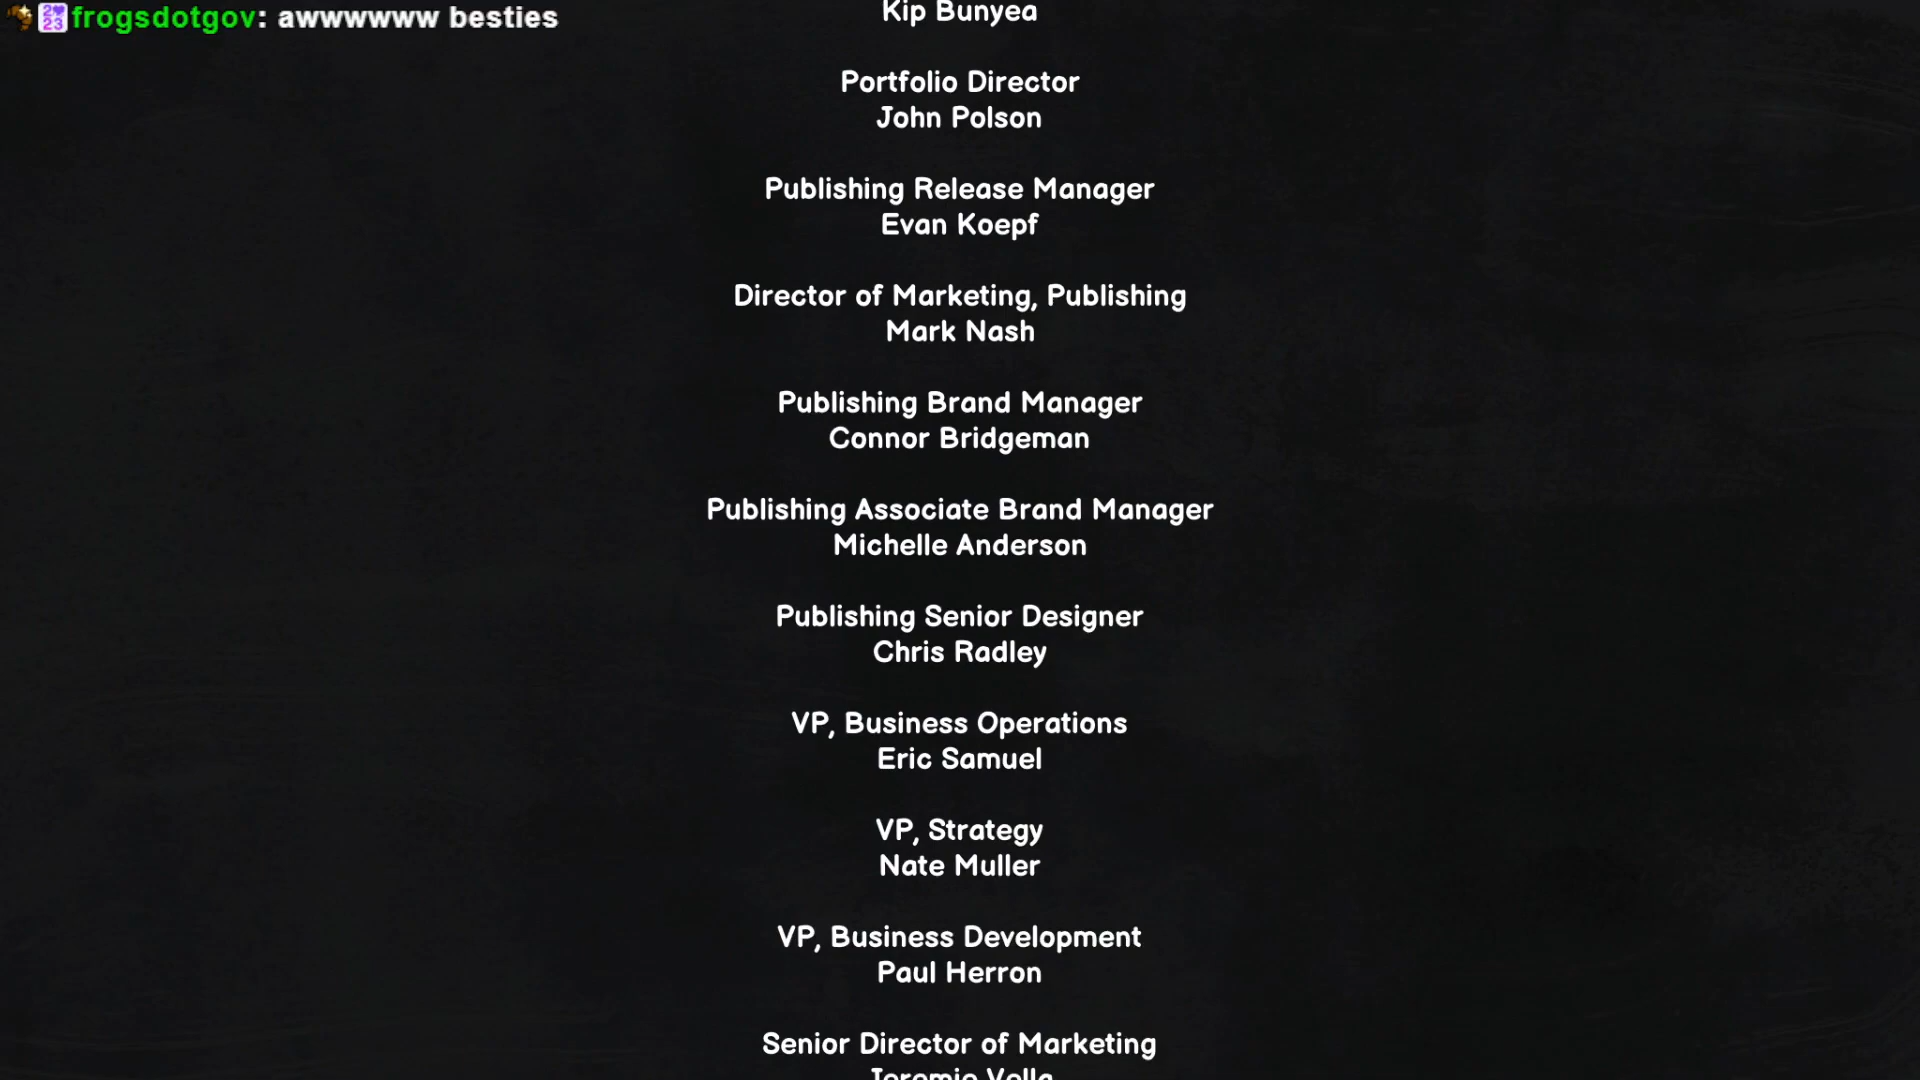 frogsdotgov: awwwwww besties
Kip Bunyea
Portfolio Director
John Polson
Publishing Release Manager
Evan Koepf
Director of Marketing, Publishing
Mark Nash
Publishing Brand Manager
Connor Bridgeman
Publishing Associate Brand Manager
Michelle Anderson
Publishing Senior Designer
Chris Radley
VP, Business Operations
Eric Samuel
VP, Strategy
Nate Muller
VP, Business Development
Paul Herron
Senior Director of Marketing
Jeremie Vella